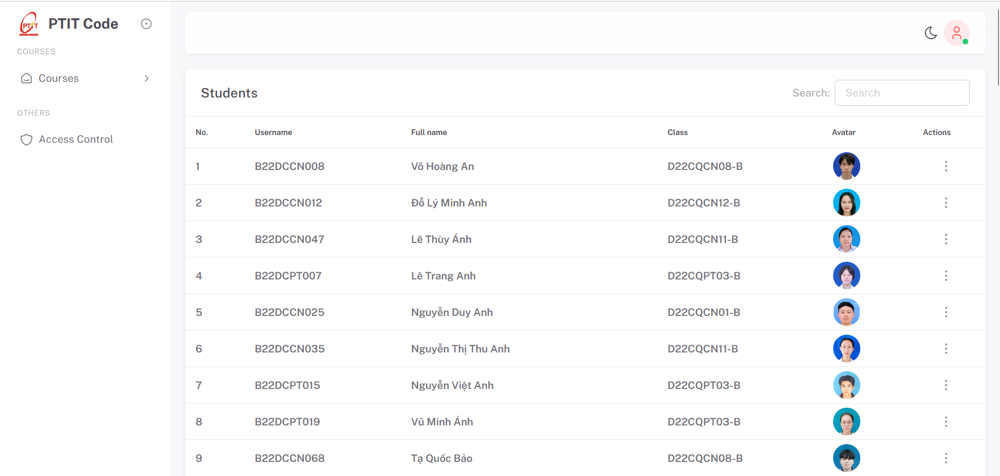 PTIT PTIT Code
COURSES
Courses
OTHERS
Access Control
Students
Search: Search
No. Username Full name Class Avatar Actions
1 B22DCCN008 Võ Hoàng An D22CQCN08-B
2 B22DCCN012 Đỗ Lý Minh Anh D22CQCN12-B
3 B22DCCN047 Lê Thùy Ánh D22CQCN11-B
4 B22DCPT007 Lê Trang Anh D22CQPT03-B
5 B22DCCN025 Nguyễn Duy Anh D22CQCN01-B
6 B22DCCN035 Nguyễn Thị Thu Anh D22CQCN11-B
7 B22DCPT015 Nguyễn Việt Anh D22CQPT03-B
8 B22DCPT019 Vũ Minh Ánh D22CQPT03-B
9 B22DCCN068 Tạ Quốc Bảo D22CQCN08-B